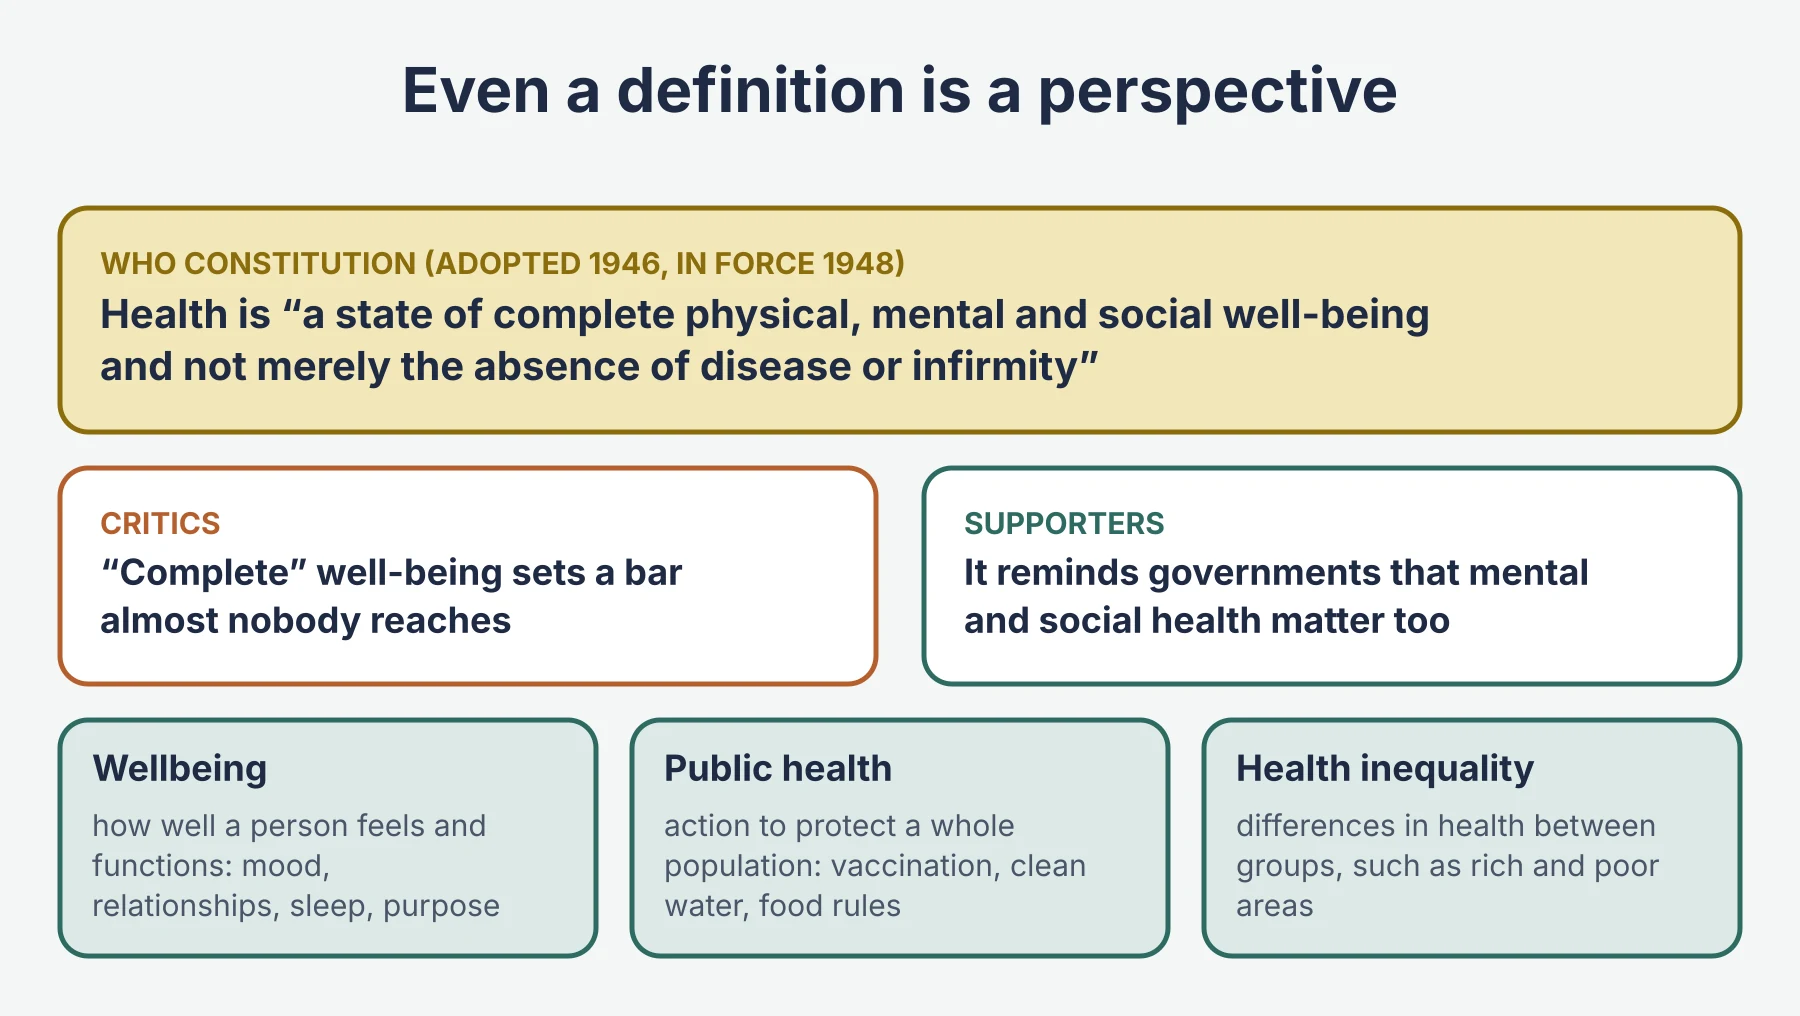 Even a definition is a perspective
WHO CONSTITUTION (ADOPTED 1946, IN FORCE 1948)
Health is “a state of complete physical, mental and social well-being
and not merely the absence of disease or infirmity”
CRITICS
“Complete” well-being sets a bar
almost nobody reaches
SUPPORTERS
It reminds governments that mental
and social health matter too
Wellbeing
how well a person feels and
functions: mood,
relationships, sleep, purpose
Public health
action to protect a whole
population: vaccination, clean
water, food rules
Health inequality
differences in health between
groups, such as rich and poor
areas